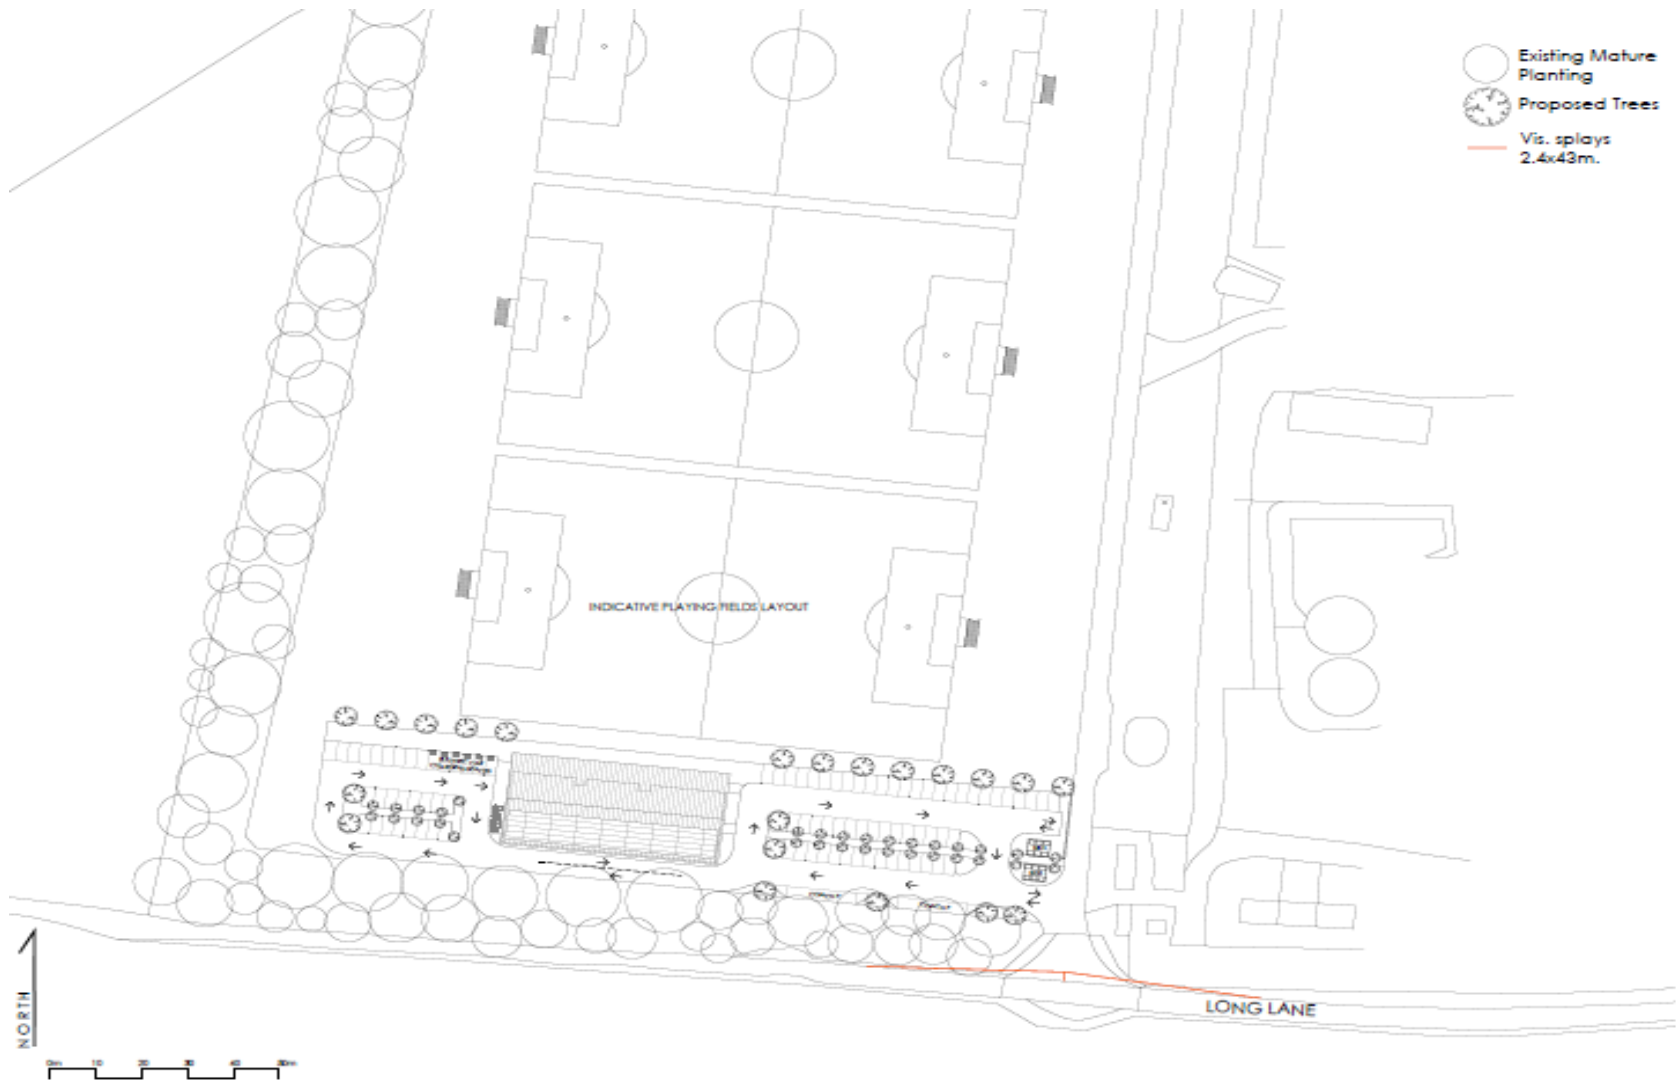 Existing Mature
Planting
Proposed Trees
Vis. splays
2.4x43m.
INDICATIVE PLAYING FIELDS LAYOUT
LONG LANE
NORTH
0m 10 20 30 40 50m